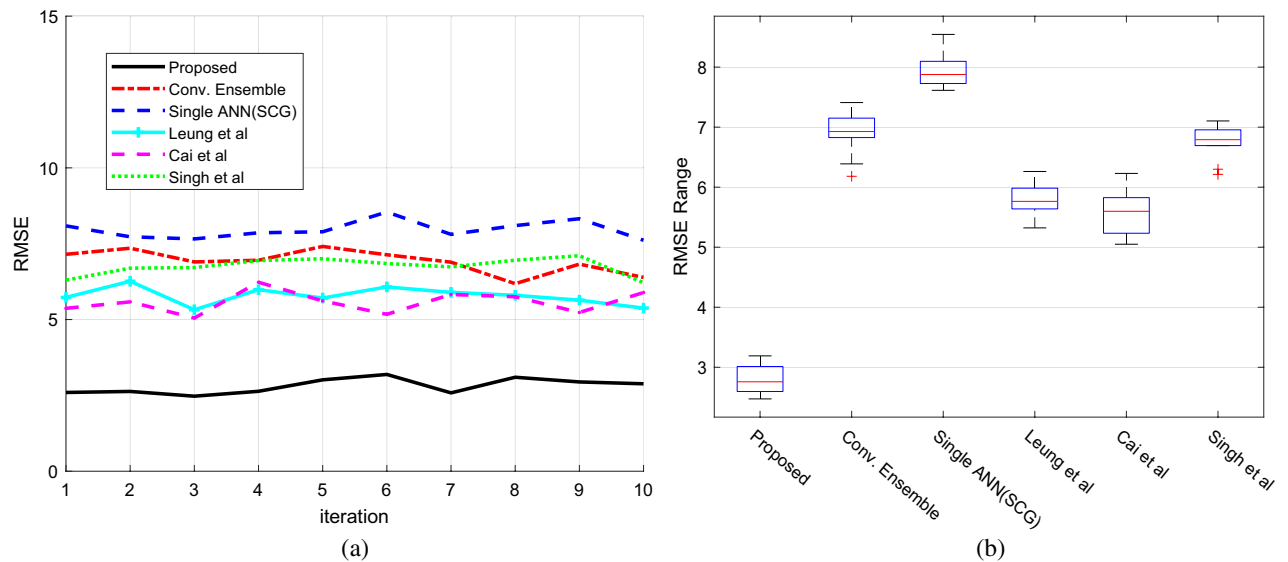 15
10
5
0
RMSE
Proposed
Conv. Ensemble
Single ANN(SCG)
Leung et al
Cai et al
Singh et al
1 2 3 4 5 6 7 8 9 10
iteration
(a)
8
7
6
5
4
3
RMSE Range
Proposed
Conv. Ensemble
Single ANN(SCG)
Leung et al
Cai et al
Singh et al
(b)